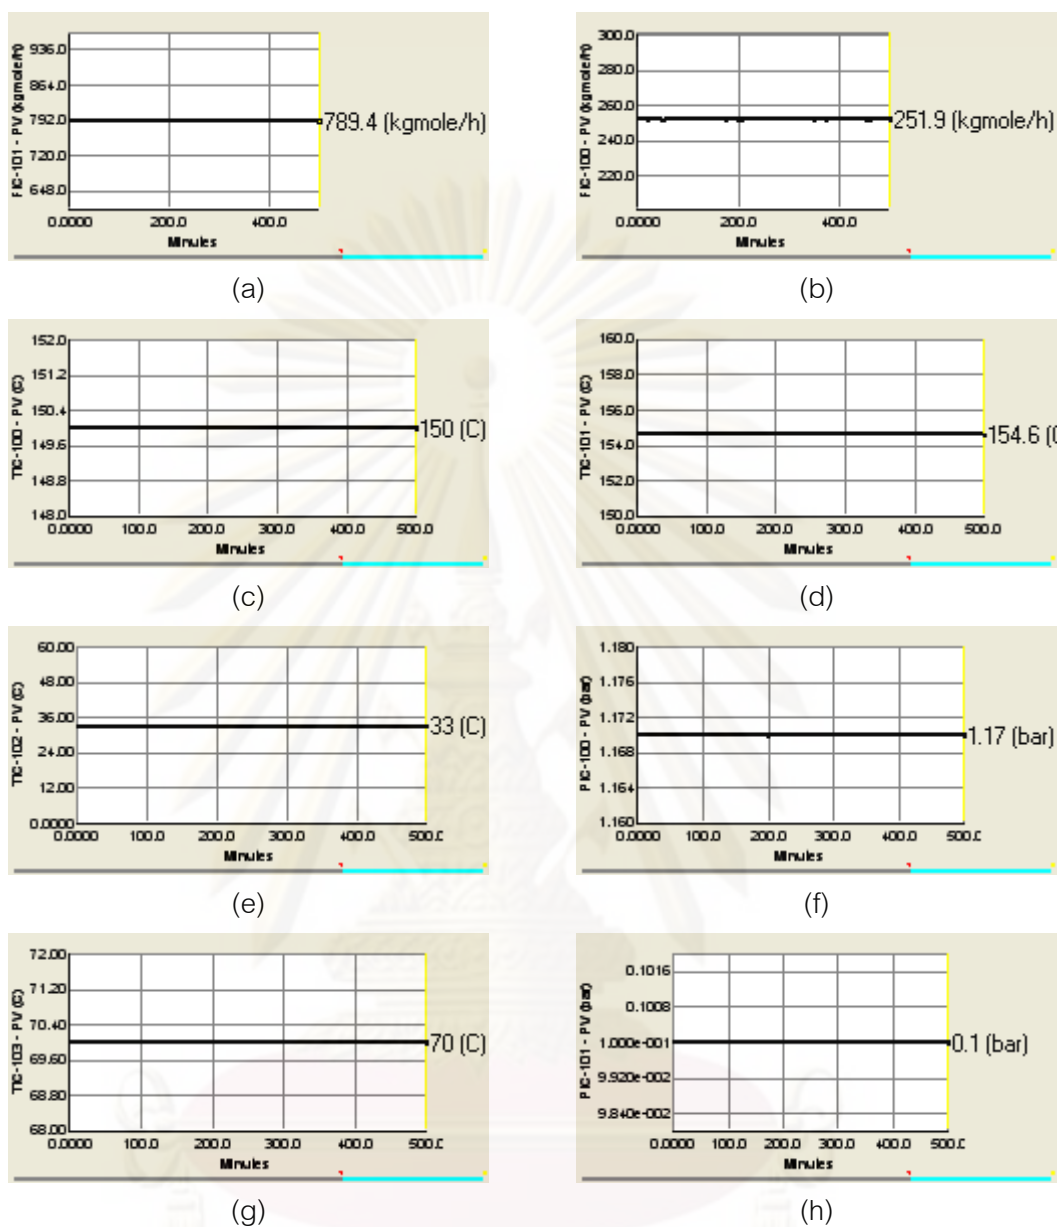 FIC-101 - PV (kgmole/h)
936.0
864.0
792.0
720.0
648.0
789.4 (kgmole/h)
0.0000 200.0 400.0
Minutes
(a)
FIC-100 - PV (kgmole/h)
300.0
280.0
260.0
240.0
220.0
251.9 (kgmole/h)
0.0000 200.0 400.0
Minutes
(b)
TIC-100 - PV (C)
152.0
151.2
150.4
149.6
148.8
148.0
150 (C)
0.0000 100.0 200.0 300.0 400.0 500.0
Minutes
(c)
TIC-101 - PV (C)
160.0
158.0
156.0
154.0
152.0
150.0
154.6 (
0.0000 100.0 200.0 300.0 400.0 500.0
Minutes
(d)
TIC-102 - PV (C)
60.00
48.00
36.00
24.00
12.00
0.0000
33 (C)
0.0000 100.0 200.0 300.0 400.0 500.
Minutes
(e)
PIC-100 - PV (bar)
1.180
1.176
1.172
1.168
1.164
1.160
1.17 (bar)
0.0000 100.0 200.0 300.0 400.0 500.
Minutes
(f)
TIC-103 - PV (C)
72.00
71.20
70.40
69.60
68.80
68.00
70 (C)
0.0000 100.0 200.0 300.0 400.0 500.
Minutes
(g)
PIC-101 - PV (bar)
0.1016
0.1008
1.000e-001
9.920e-002
9.840e-002
0.1 (bar)
0.0000 100.0 200.0 300.0 400.0 500.
Minutes
(h)